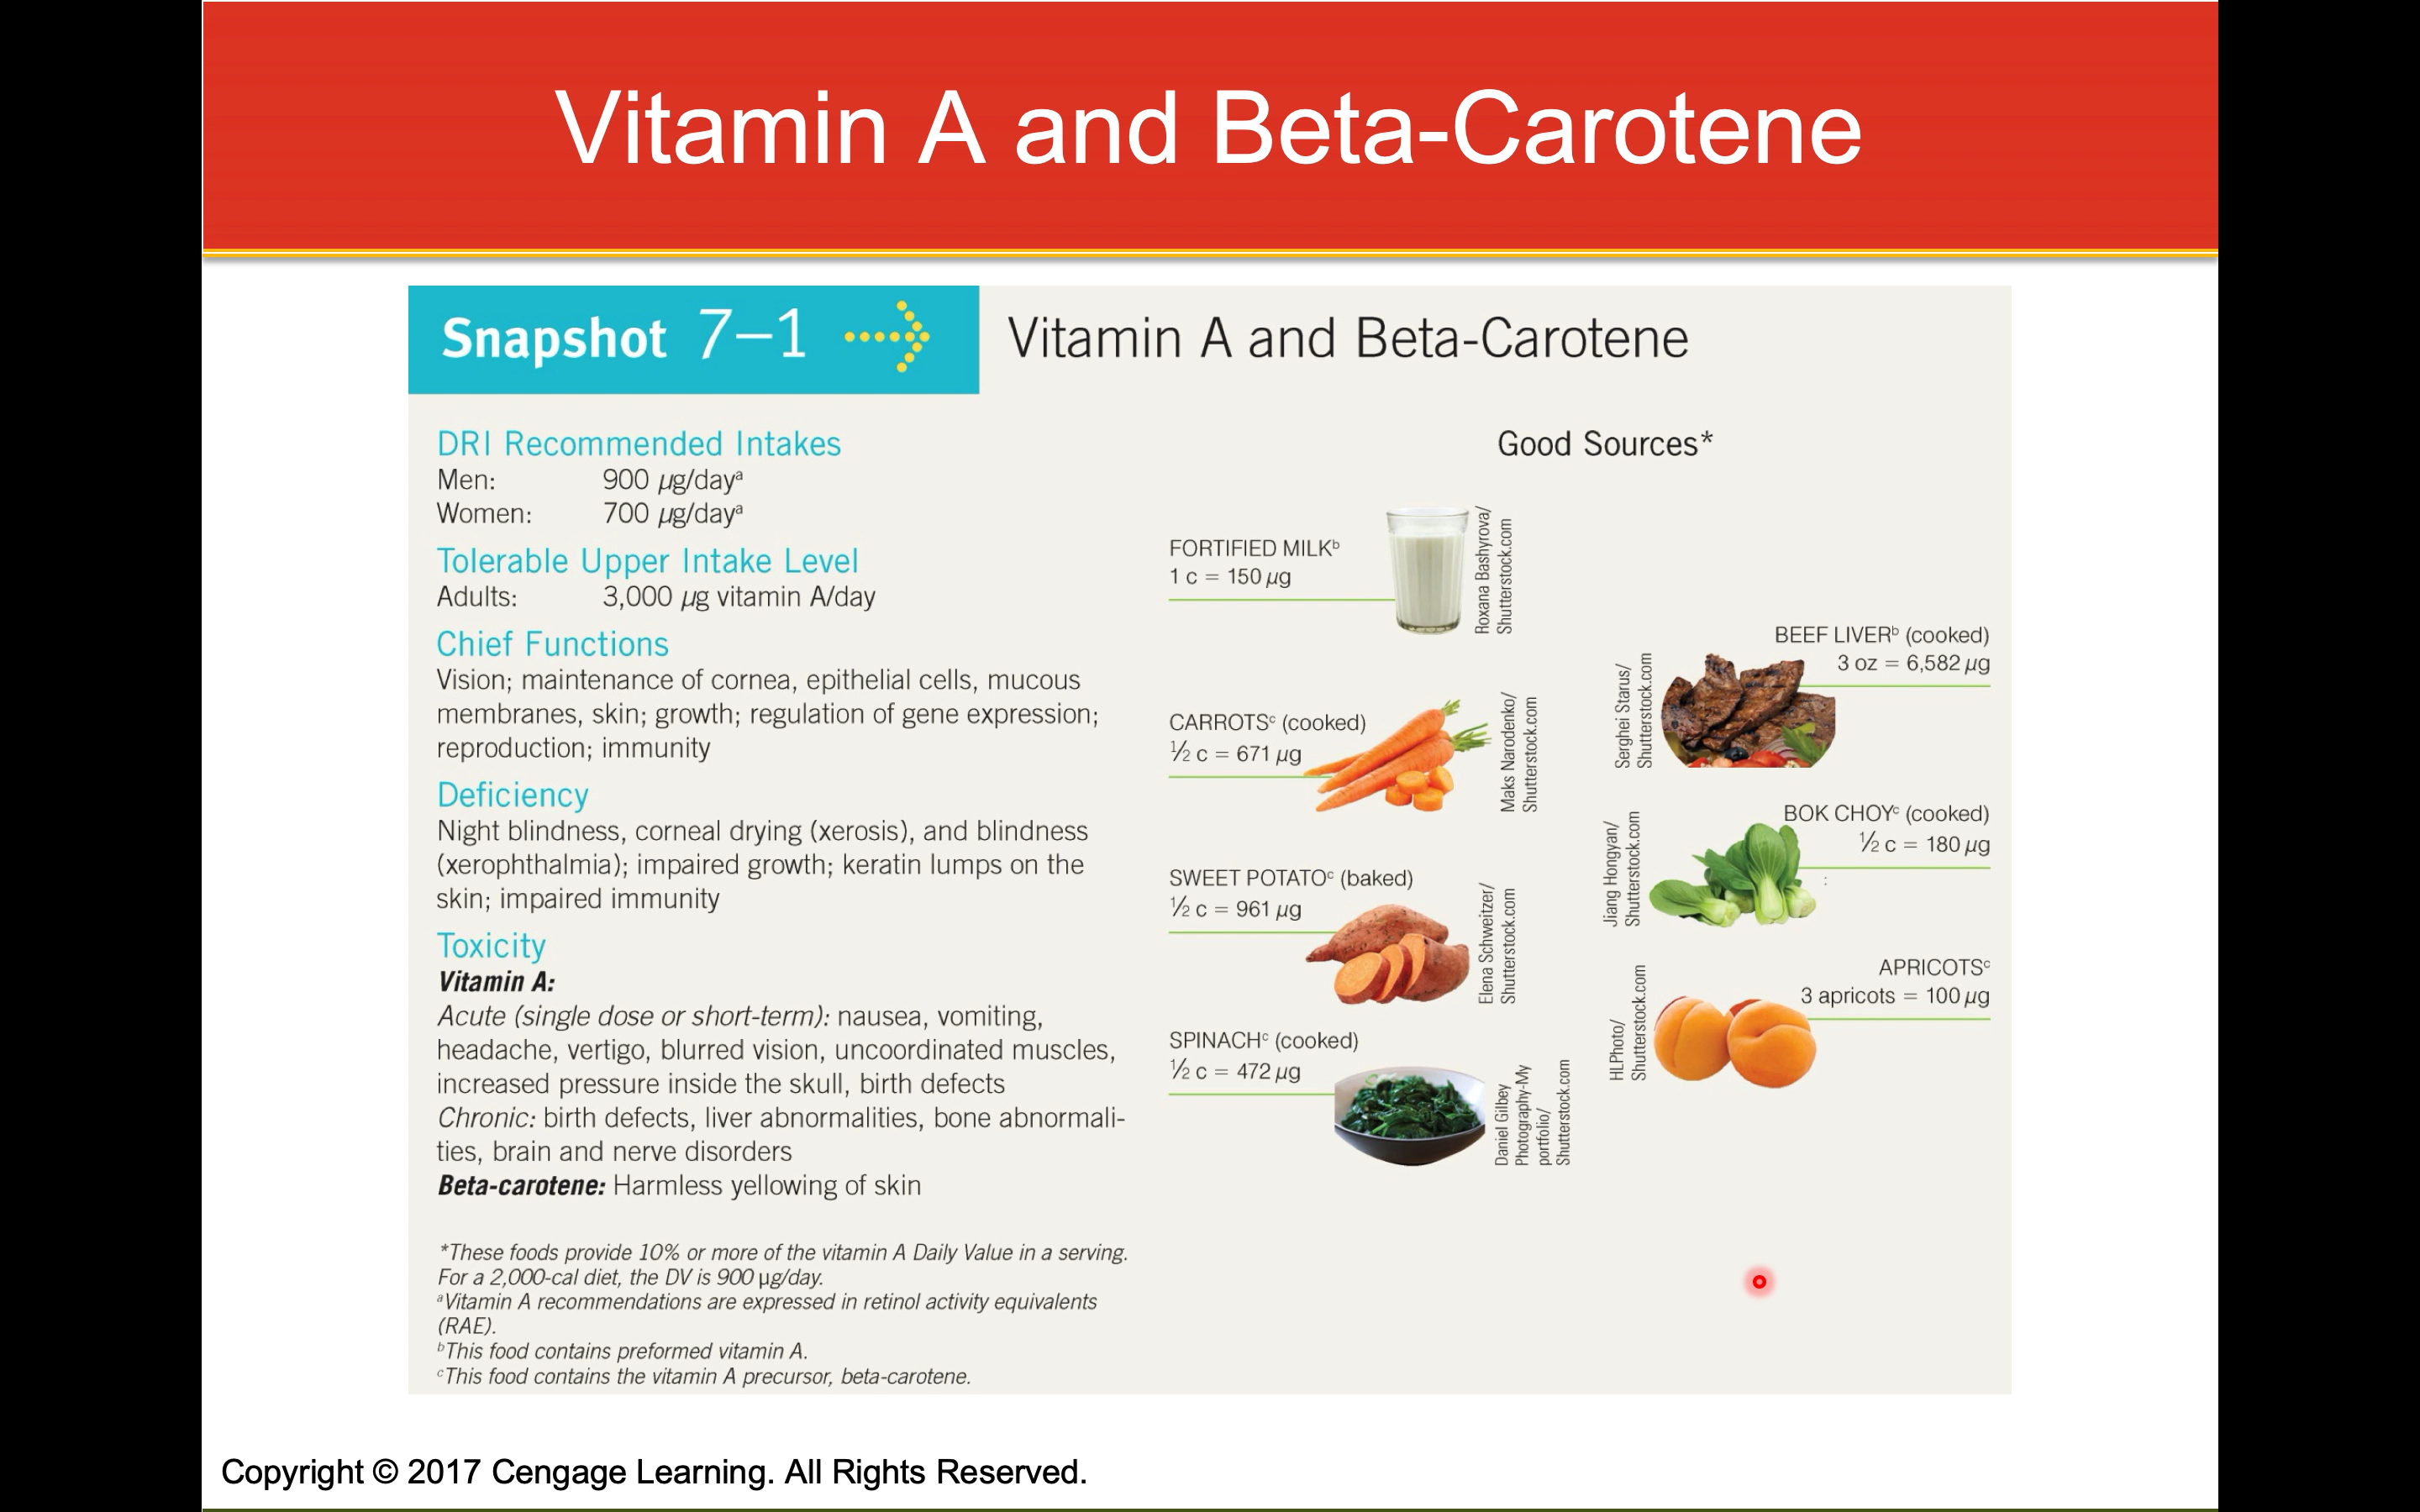 Vitamin A and Beta-Carotene
Snapshot 7–1
Vitamin A and Beta-Carotene
DRI Recommended Intakes
Men: 900 µg/dayᵃ
Women: 700 µg/dayᵃ
Tolerable Upper Intake Level
Adults: 3,000 µg vitamin A/day
Chief Functions
Vision; maintenance of cornea, epithelial cells, mucous
membranes, skin; growth; regulation of gene expression;
reproduction; immunity
Deficiency
Night blindness, corneal drying (xerosis), and blindness
(xerophthalmia); impaired growth; keratin lumps on the
skin; impaired immunity
Toxicity
Vitamin A:
Acute (single dose or short-term): nausea, vomiting,
headache, vertigo, blurred vision, uncoordinated muscles,
increased pressure inside the skull, birth defects
Chronic: birth defects, liver abnormalities, bone abnormali-
ties, brain and nerve disorders
Beta-carotene: Harmless yellowing of skin
*These foods provide 10% or more of the vitamin A Daily Value in a serving.
For a 2,000-cal diet, the DV is 900 µg/day.
ᵃVitamin A recommendations are expressed in retinol activity equivalents
(RAE).
ᵇThis food contains preformed vitamin A.
ᶜThis food contains the vitamin A precursor, beta-carotene.
Good Sources*
FORTIFIED MILKᵇ
1 c = 150 µg
Roxana Bashyrova/
Shutterstock.com
CARROTSᶜ (cooked)
½ c = 671 µg
Maks Narodenko/
Shutterstock.com
SWEET POTATOᶜ (baked)
½ c = 961 µg
Elena Schweitzer/
Shutterstock.com
SPINACHᶜ (cooked)
½ c = 472 µg
Daniel Gilbey
Photography-My
portfolio/
Shutterstock.com
BEEF LIVERᵇ (cooked)
3 oz = 6,582 µg
Serghei Starus/
Shutterstock.com
BOK CHOYᶜ (cooked)
½ c = 180 µg
Jiang Hongyan/
Shutterstock.com
APRICOTSᶜ
3 apricots = 100 µg
HLPhoto/
Shutterstock.com
Copyright © 2017 Cengage Learning. All Rights Reserved.